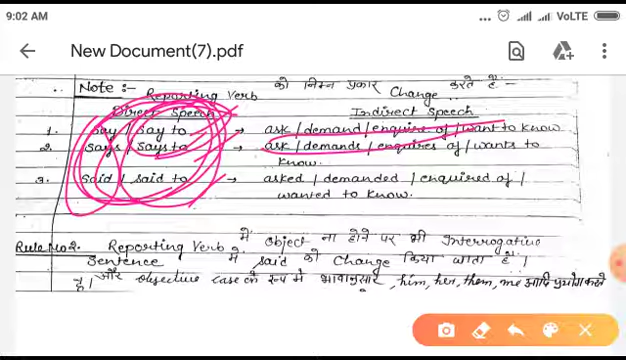 9:02 AM
... VoLTE
New Document(7).pdf
Note :- Reporting Verb को निम्न प्रकार Change करते हैं:-
Direct Speech Indirect Speech
1. Say / Say to → ask / demand / enquire of / want to know
2. Says / Says to → ask / demands / enquires of / wants to
know.
3. Said / Said to → asked / demanded / enquired of /
wanted to know.
Rule No 2. Reporting Verb में Object ना होने पर भी Interrogative
Sentence में said को Change किया जाता है।
और objective case के रूप में भावानुसार, him, her, them, me आदि प्रयोग करते
है।